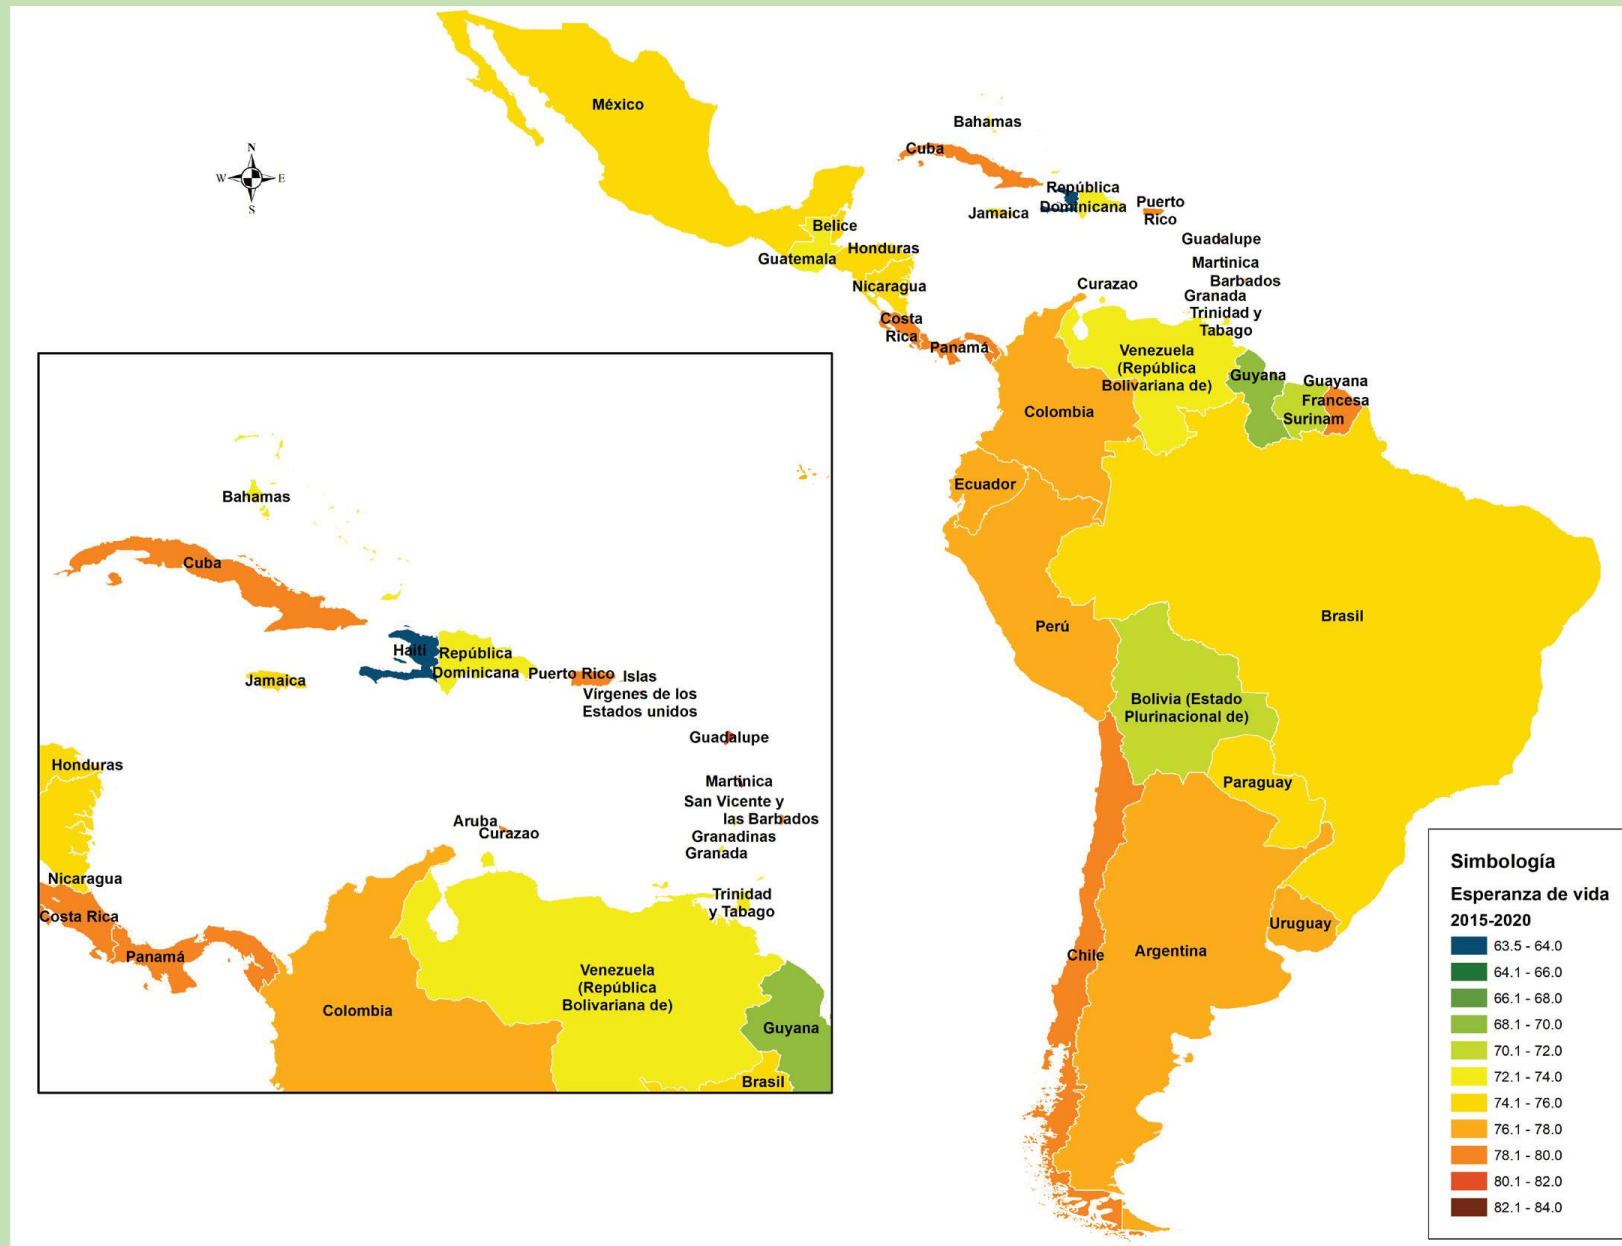 México
N
W
E
S
Bahamas
Cuba
República
Dominicana
Jamaica
Puerto
Rico
Belice
Guatemala
Honduras
Nicaragua
Costa
Rica
Panamá
Guadalupe
Martinica
Barbados
Granada
Trinidad y
Tabago
Curazao
Venezuela
(República
Bolivariana de)
Guyana
Guayana
Francesa
Surinam
Colombia
Ecuador
Perú
Brasil
Bolivia (Estado
Plurinacional de)
Paraguay
Uruguay
Argentina
Chile
Bahamas
Cuba
Haití
República
Dominicana
Jamaica
Puerto Rico
Islas
Vírgenes de los
Estados unidos
Guadalupe
Martinica
San Vicente y
las Barbados
Granadinas
Granada
Aruba
Curazao
Trinidad
y Tabago
Honduras
Nicaragua
Costa Rica
Panamá
Colombia
Venezuela
(República
Bolivariana de)
Guyana
Brasil
Simbología
Esperanza de vida
2015-2020
63.5 - 64.0
64.1 - 66.0
66.1 - 68.0
68.1 - 70.0
70.1 - 72.0
72.1 - 74.0
74.1 - 76.0
76.1 - 78.0
78.1 - 80.0
80.1 - 82.0
82.1 - 84.0